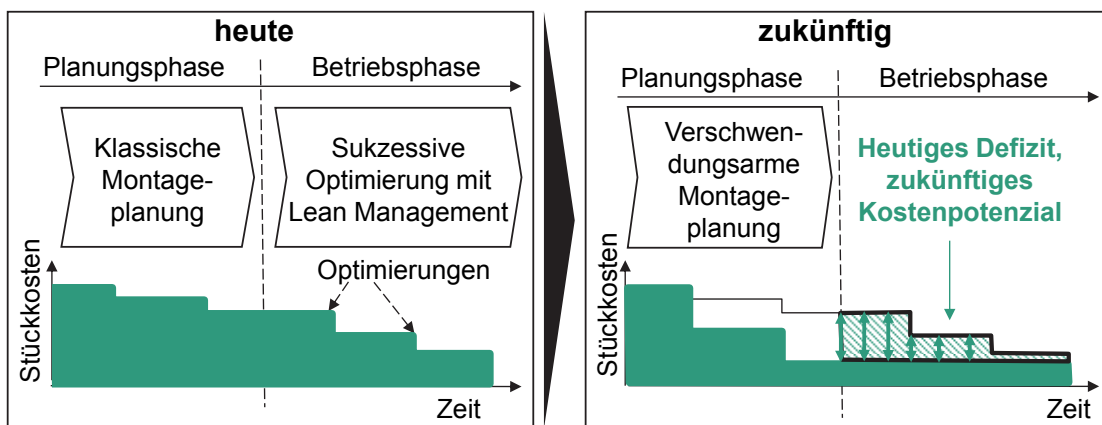 heute
Planungsphase
Betriebsphase
Klassische
Montage-
planung
Sukzessive
Optimierung mit
Lean Management
Optimierungen
Stückkosten
Zeit
zukünftig
Planungsphase
Betriebsphase
Verschwen-
dungsarme
Montage-
planung
Heutiges Defizit,
zukünftiges
Kostenpotenzial
Stückkosten
Zeit